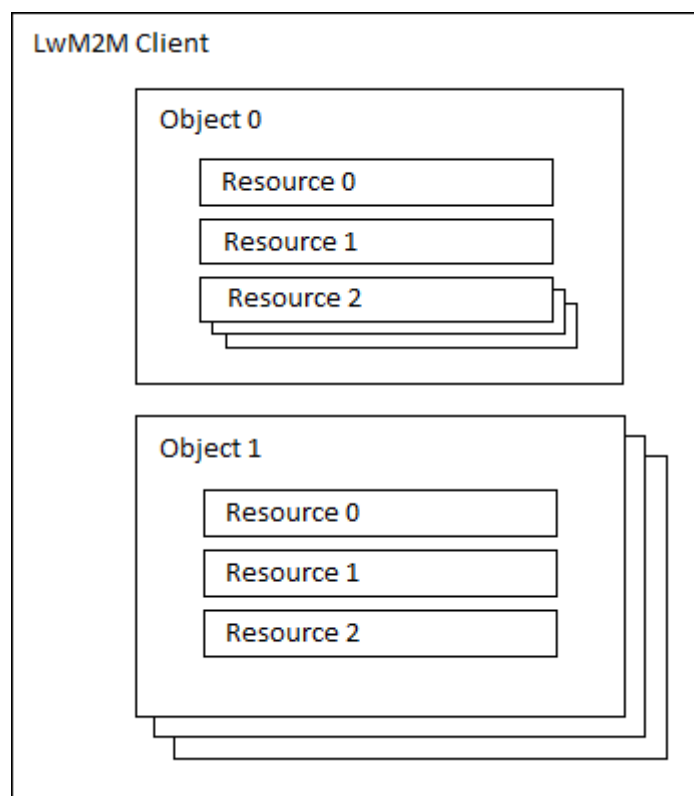 LwM2M Client
Object 0
Resource 0
Resource 1
Resource 2
Object 1
Resource 0
Resource 1
Resource 2